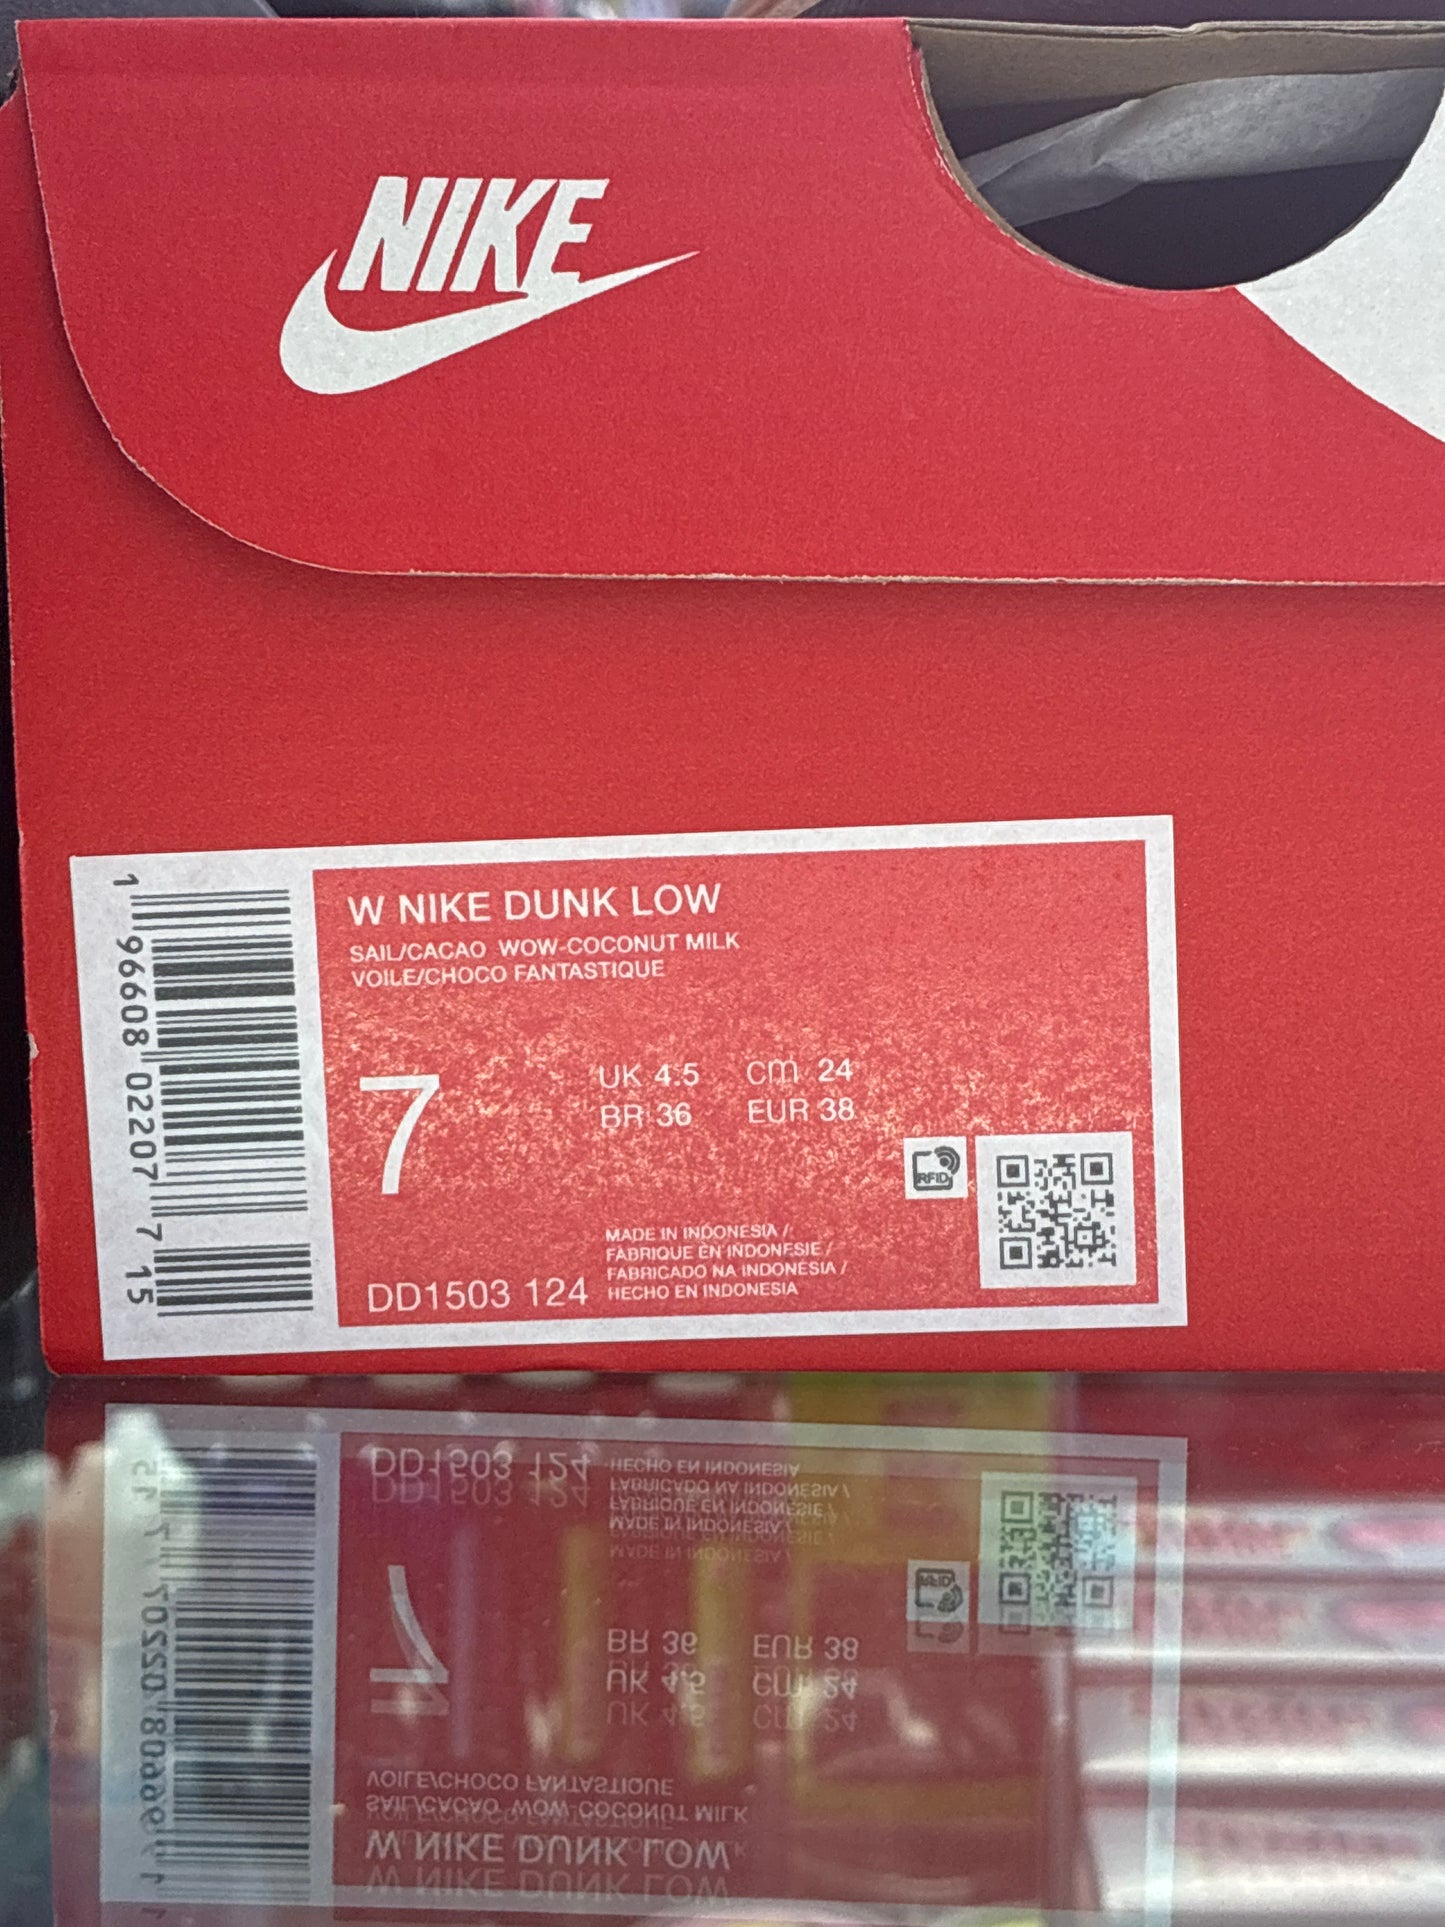 NIKE
W NIKE DUNK LOW
SAIL/CACAO WOW-COCONUT MILK
VOILE/CHOCO FANTASTIQUE
7
UK 4.5 CM 24
BR 36 EUR 38
RFID
MADE IN INDONESIA /
FABRIQUE EN INDONESIE /
FABRICADO NA INDONÉSIA /
HECHO EN INDONESIA
DD1503 124
1 96608 02207 7 15